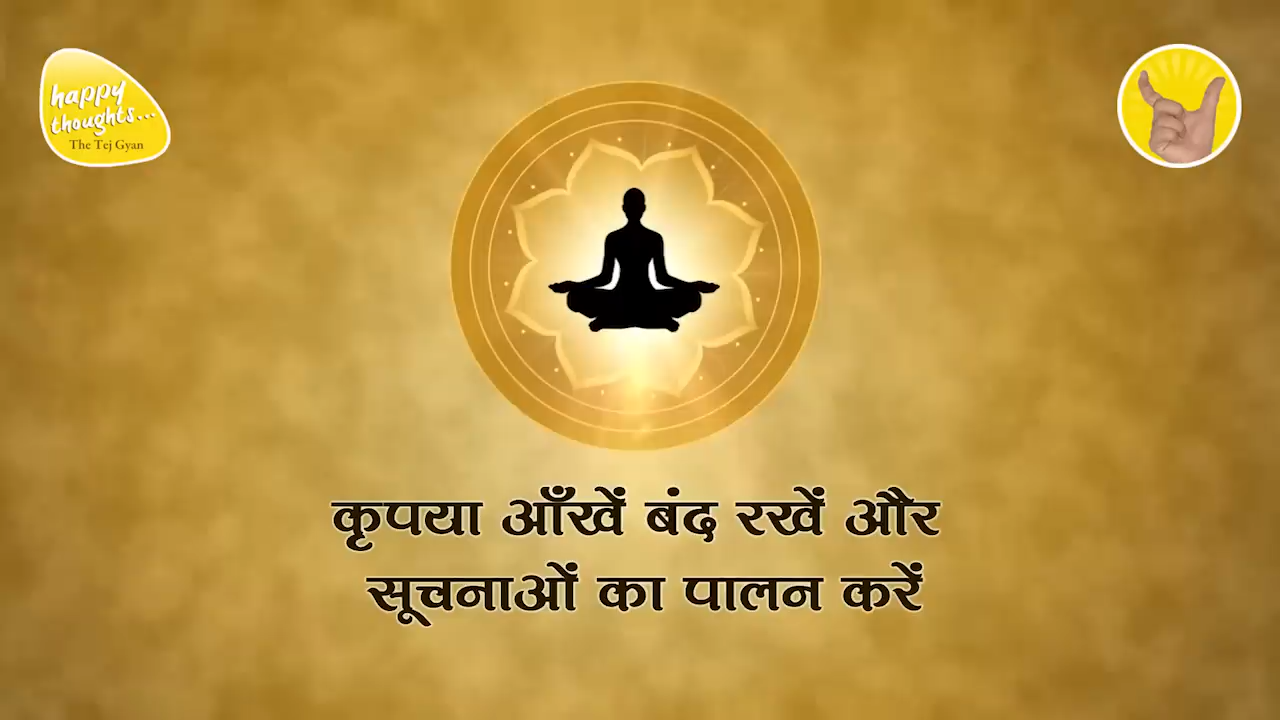 happy
thoughts...
The Tej Gyan
कृपया आँखें बंद रखें और
सूचनाओं का पालन करें